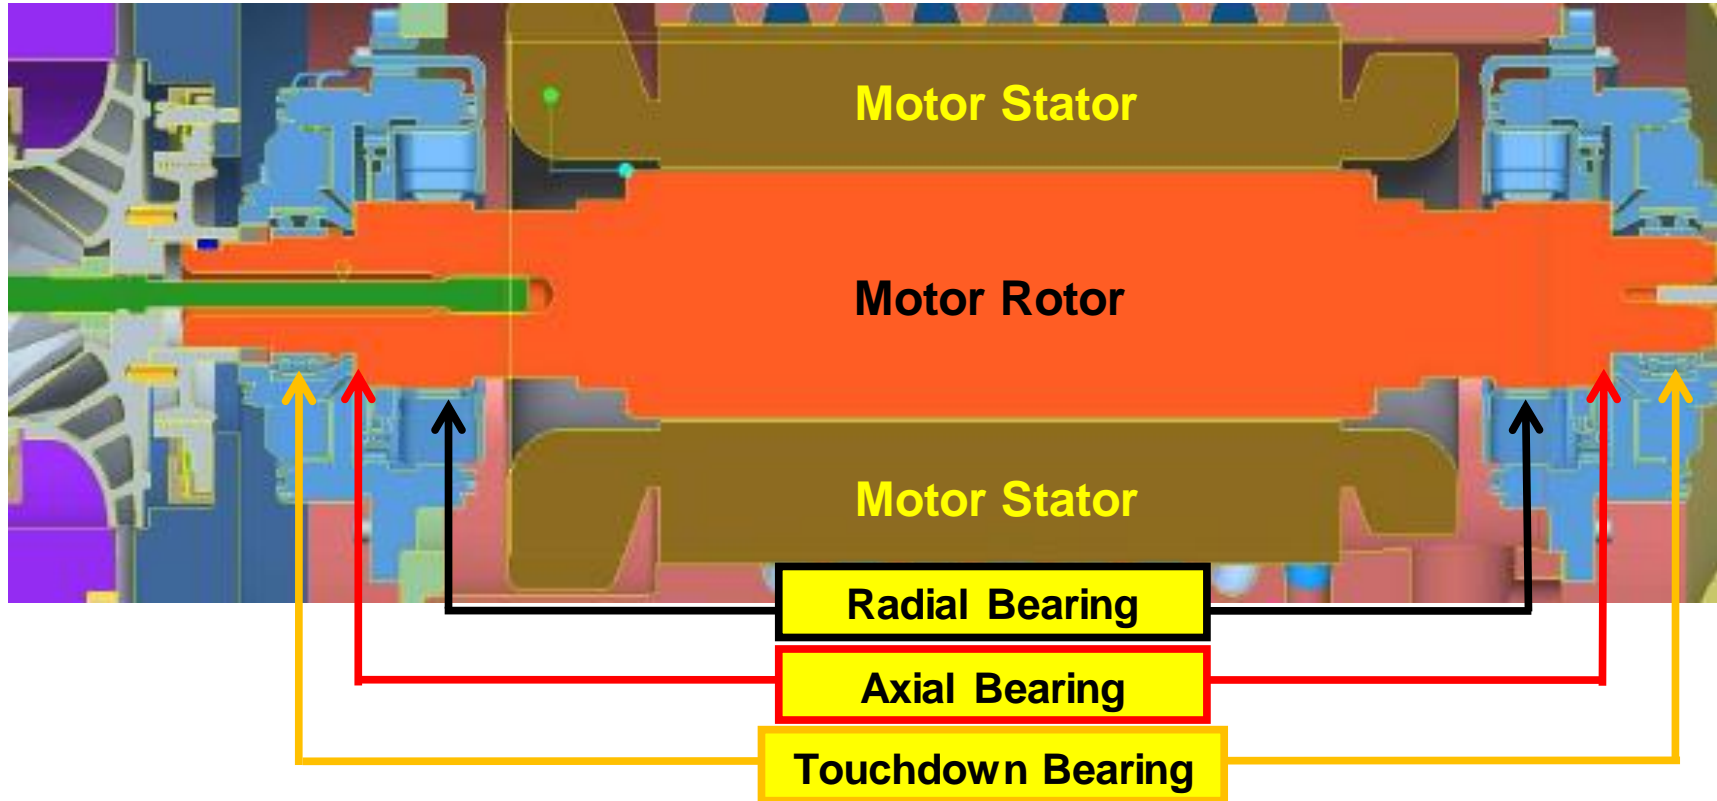 Motor Stator
Motor Rotor
Motor Stator
Radial Bearing
Axial Bearing
Touchdown Bearing